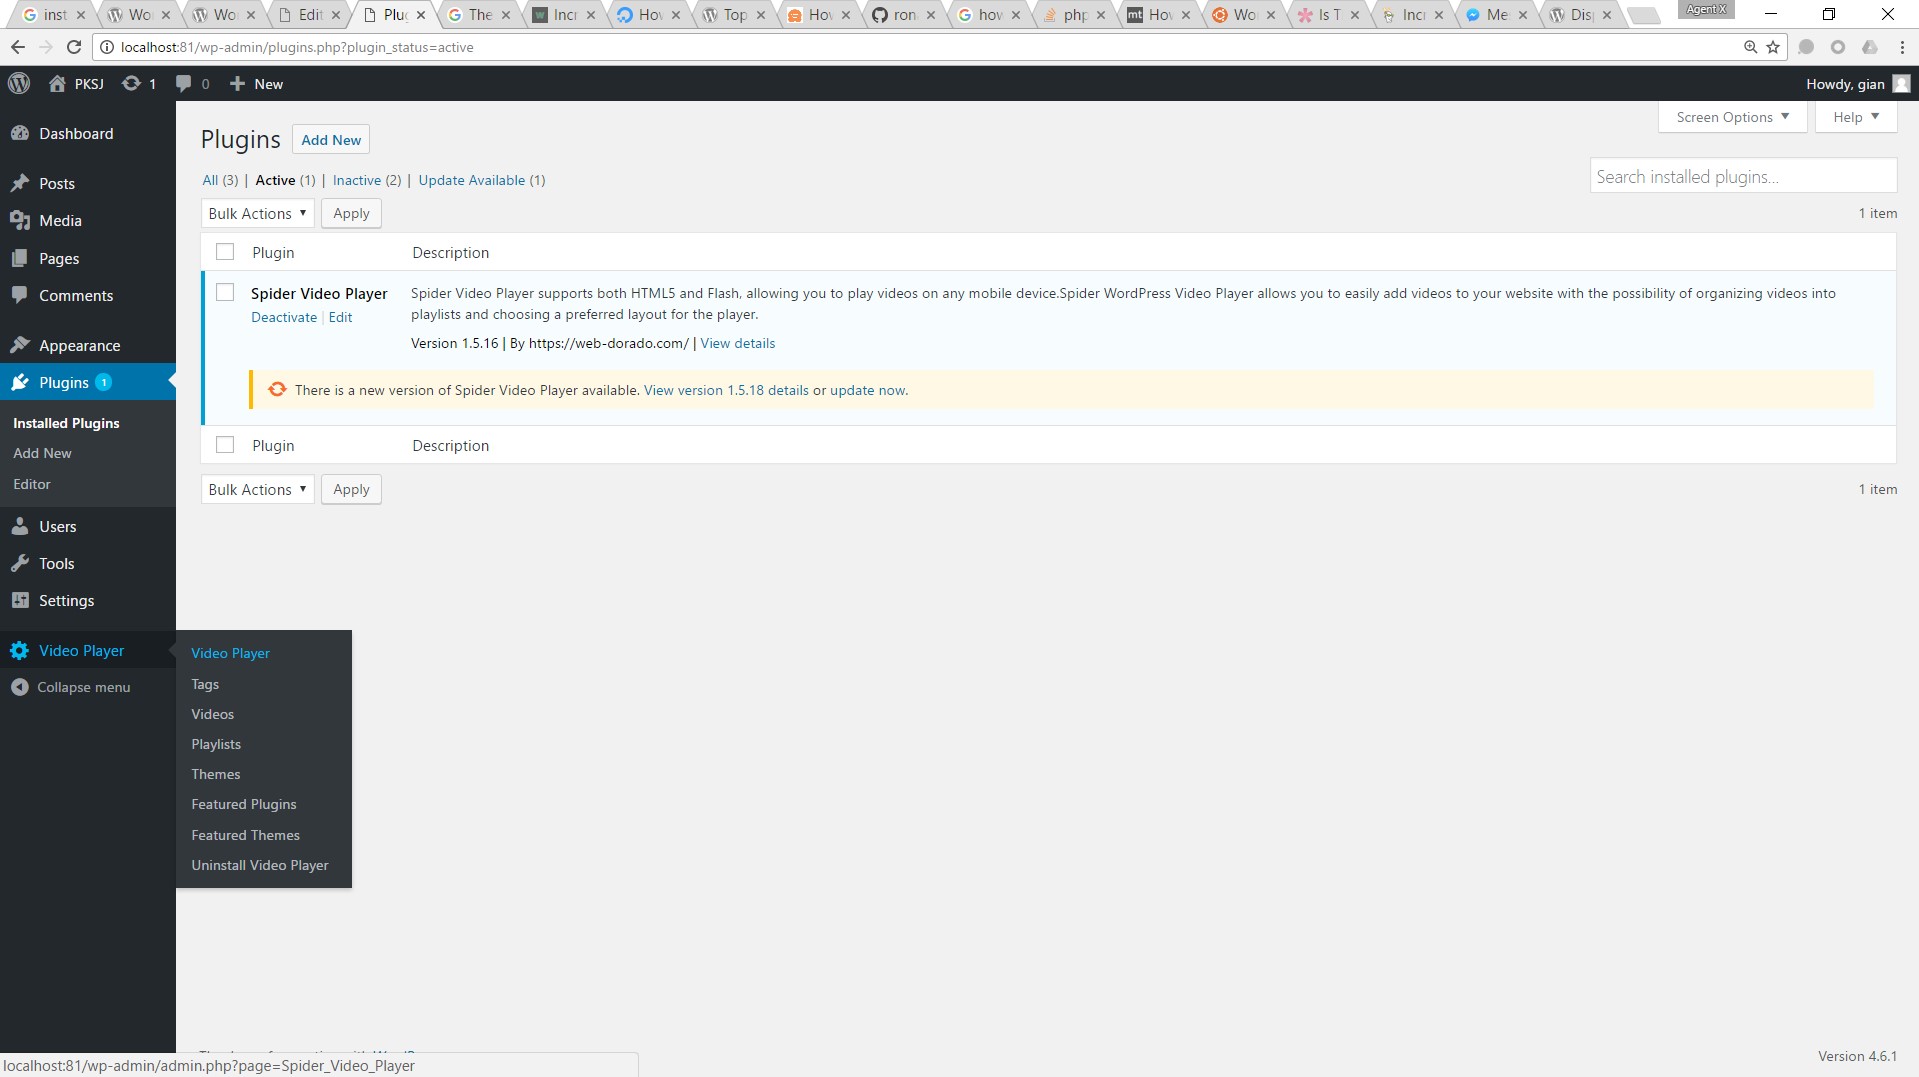 inst
Wo
Wo
Edit
Plug
The
Incr
Hov
Top
Hov
ron
hov
php
Hov
Wo
Is T
Incr
Me
Dis
Agent X
localhost:81/wp-admin/plugins.php?plugin_status=active
PKSJ 1 0 New
Howdy, gian
Dashboard
Posts
Media
Pages
Comments
Appearance
Plugins 1
Installed Plugins
Add New
Editor
Users
Tools
Settings
Video Player
Collapse menu
Video Player
Tags
Videos
Playlists
Themes
Featured Plugins
Featured Themes
Uninstall Video Player
Screen Options Help
Plugins Add New
All (3) | Active (1) | Inactive (2) | Update Available (1)
Search installed plugins...
Bulk Actions Apply
1 item
Plugin Description
Spider Video Player
Deactivate | Edit
Spider Video Player supports both HTML5 and Flash, allowing you to play videos on any mobile device.Spider WordPress Video Player allows you to easily add videos to your website with the possibility of organizing videos into
playlists and choosing a preferred layout for the player.
Version 1.5.16 | By https://web-dorado.com/ | View details
There is a new version of Spider Video Player available. View version 1.5.18 details or update now.
Plugin Description
Bulk Actions Apply
1 item
Version 4.6.1
localhost:81/wp-admin/admin.php?page=Spider_Video_Player